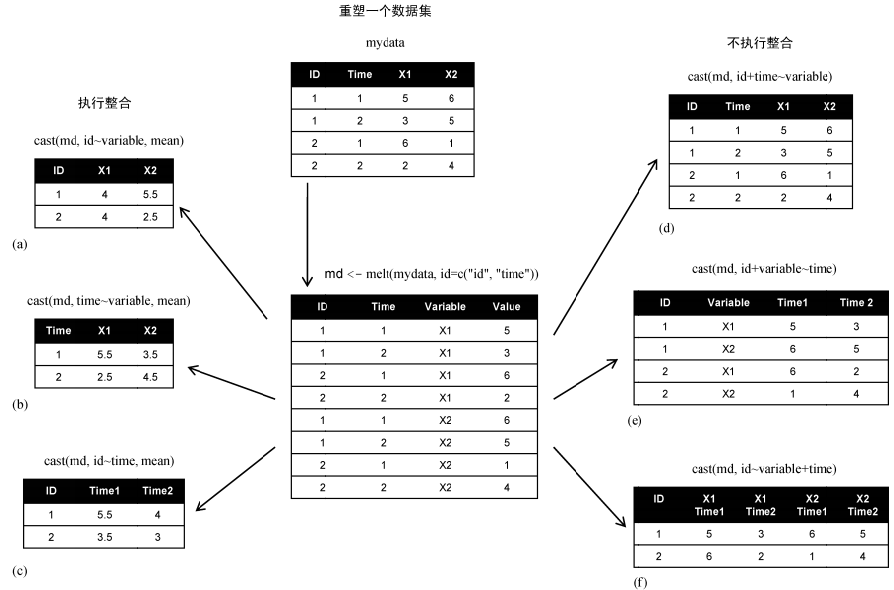 重塑一个数据集
mydata
ID Time X1 X2
1 1 5 6
1 2 3 5
2 1 6 1
2 2 2 4
执行整合
cast(md, id~variable, mean)
ID X1 X2
1 4 5.5
2 4 2.5
(a)
cast(md, time~variable, mean)
Time X1 X2
1 5.5 3.5
2 2.5 4.5
(b)
cast(md, id~time, mean)
ID Time1 Time2
1 5.5 4
2 3.5 3
(c)
md <- melt(mydata, id=c("id", "time"))
ID Time Variable Value
1 1 X1 5
1 2 X1 3
2 1 X1 6
2 2 X1 2
1 1 X2 6
1 2 X2 5
2 1 X2 1
2 2 X2 4
不执行整合
cast(md, id+time~variable)
ID Time X1 X2
1 1 5 6
1 2 3 5
2 1 6 1
2 2 2 4
(d)
cast(md, id+variable~time)
ID Variable Time1 Time 2
1 X1 5 3
1 X2 6 5
2 X1 6 2
2 X2 1 4
(e)
cast(md, id~variable+time)
ID X1 X1 X2 X2
Time1 Time2 Time1 Time2
1 5 3 6 5
2 6 2 1 4
(f)